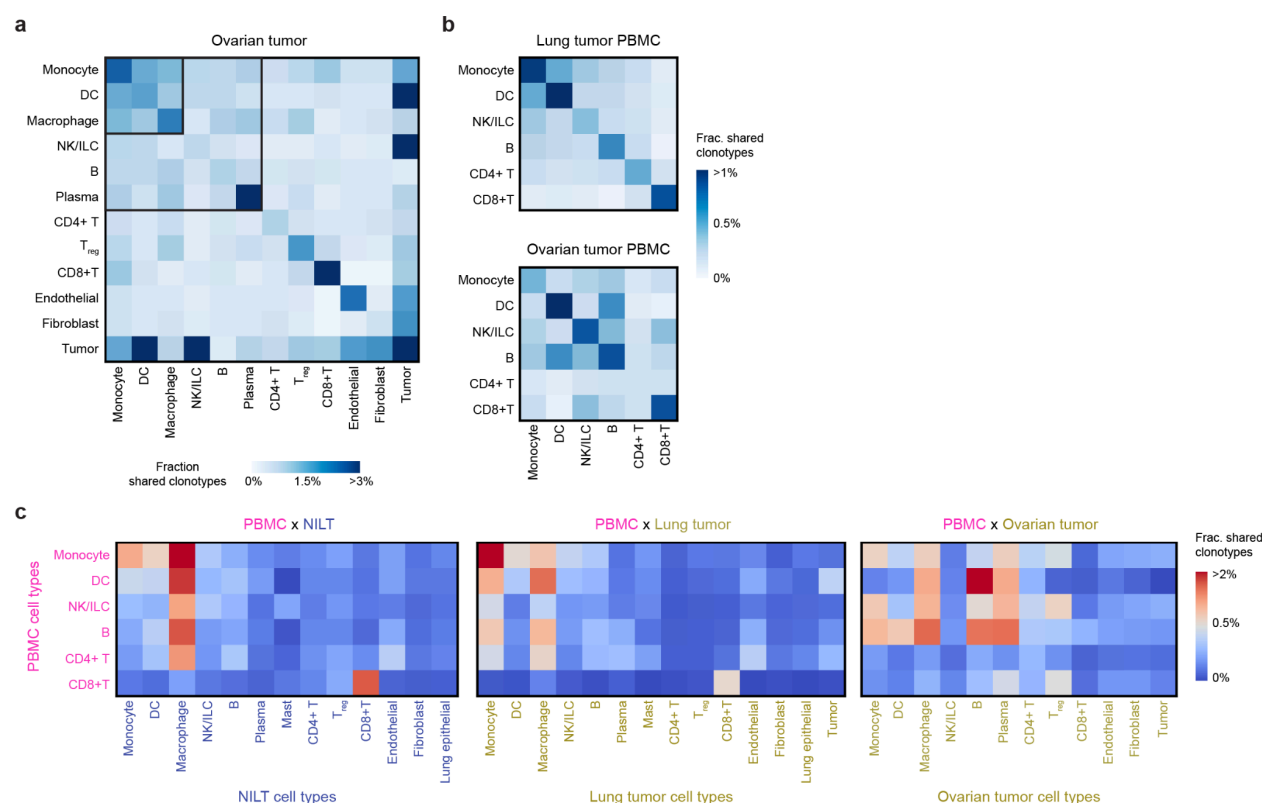 a
Ovarian tumor
Monocyte
DC
Macrophage
NK/ILC
B
Plasma
CD4+ T
Treg
CD8+T
Endothelial
Fibroblast
Tumor
Monocyte
DC
Macrophage
NK/ILC
B
Plasma
CD4+ T
Treg
CD8+T
Endothelial
Fibroblast
Tumor
Fraction
shared clonotypes
0%
1.5%
>3%
b
Lung tumor PBMC
Monocyte
DC
NK/ILC
B
CD4+ T
CD8+T
Frac. shared
clonotypes
>1%
0.5%
0%
Ovarian tumor PBMC
Monocyte
DC
NK/ILC
B
CD4+ T
CD8+T
Monocyte
DC
NK/ILC
B
CD4+ T
CD8+T
c
PBMC x NILT
PBMC x Lung tumor
PBMC x Ovarian tumor
PBMC cell types
Monocyte
DC
NK/ILC
B
CD4+ T
CD8+T
Monocyte
DC
Macrophage
NK/ILC
B
Plasma
Mast
CD4+ T
Treg
CD8+T
Endothelial
Fibroblast
Lung epithelial
NILT cell types
Monocyte
DC
Macrophage
NK/ILC
B
Plasma
Mast
CD4+ T
Treg
CD8+T
Endothelial
Fibroblast
Lung epithelial
Tumor
Lung tumor cell types
Monocyte
DC
Macrophage
NK/ILC
B
Plasma
CD4+ T
Treg
CD8+T
Endothelial
Fibroblast
Tumor
Ovarian tumor cell types
Frac. shared
clonotypes
>2%
0.5%
0%